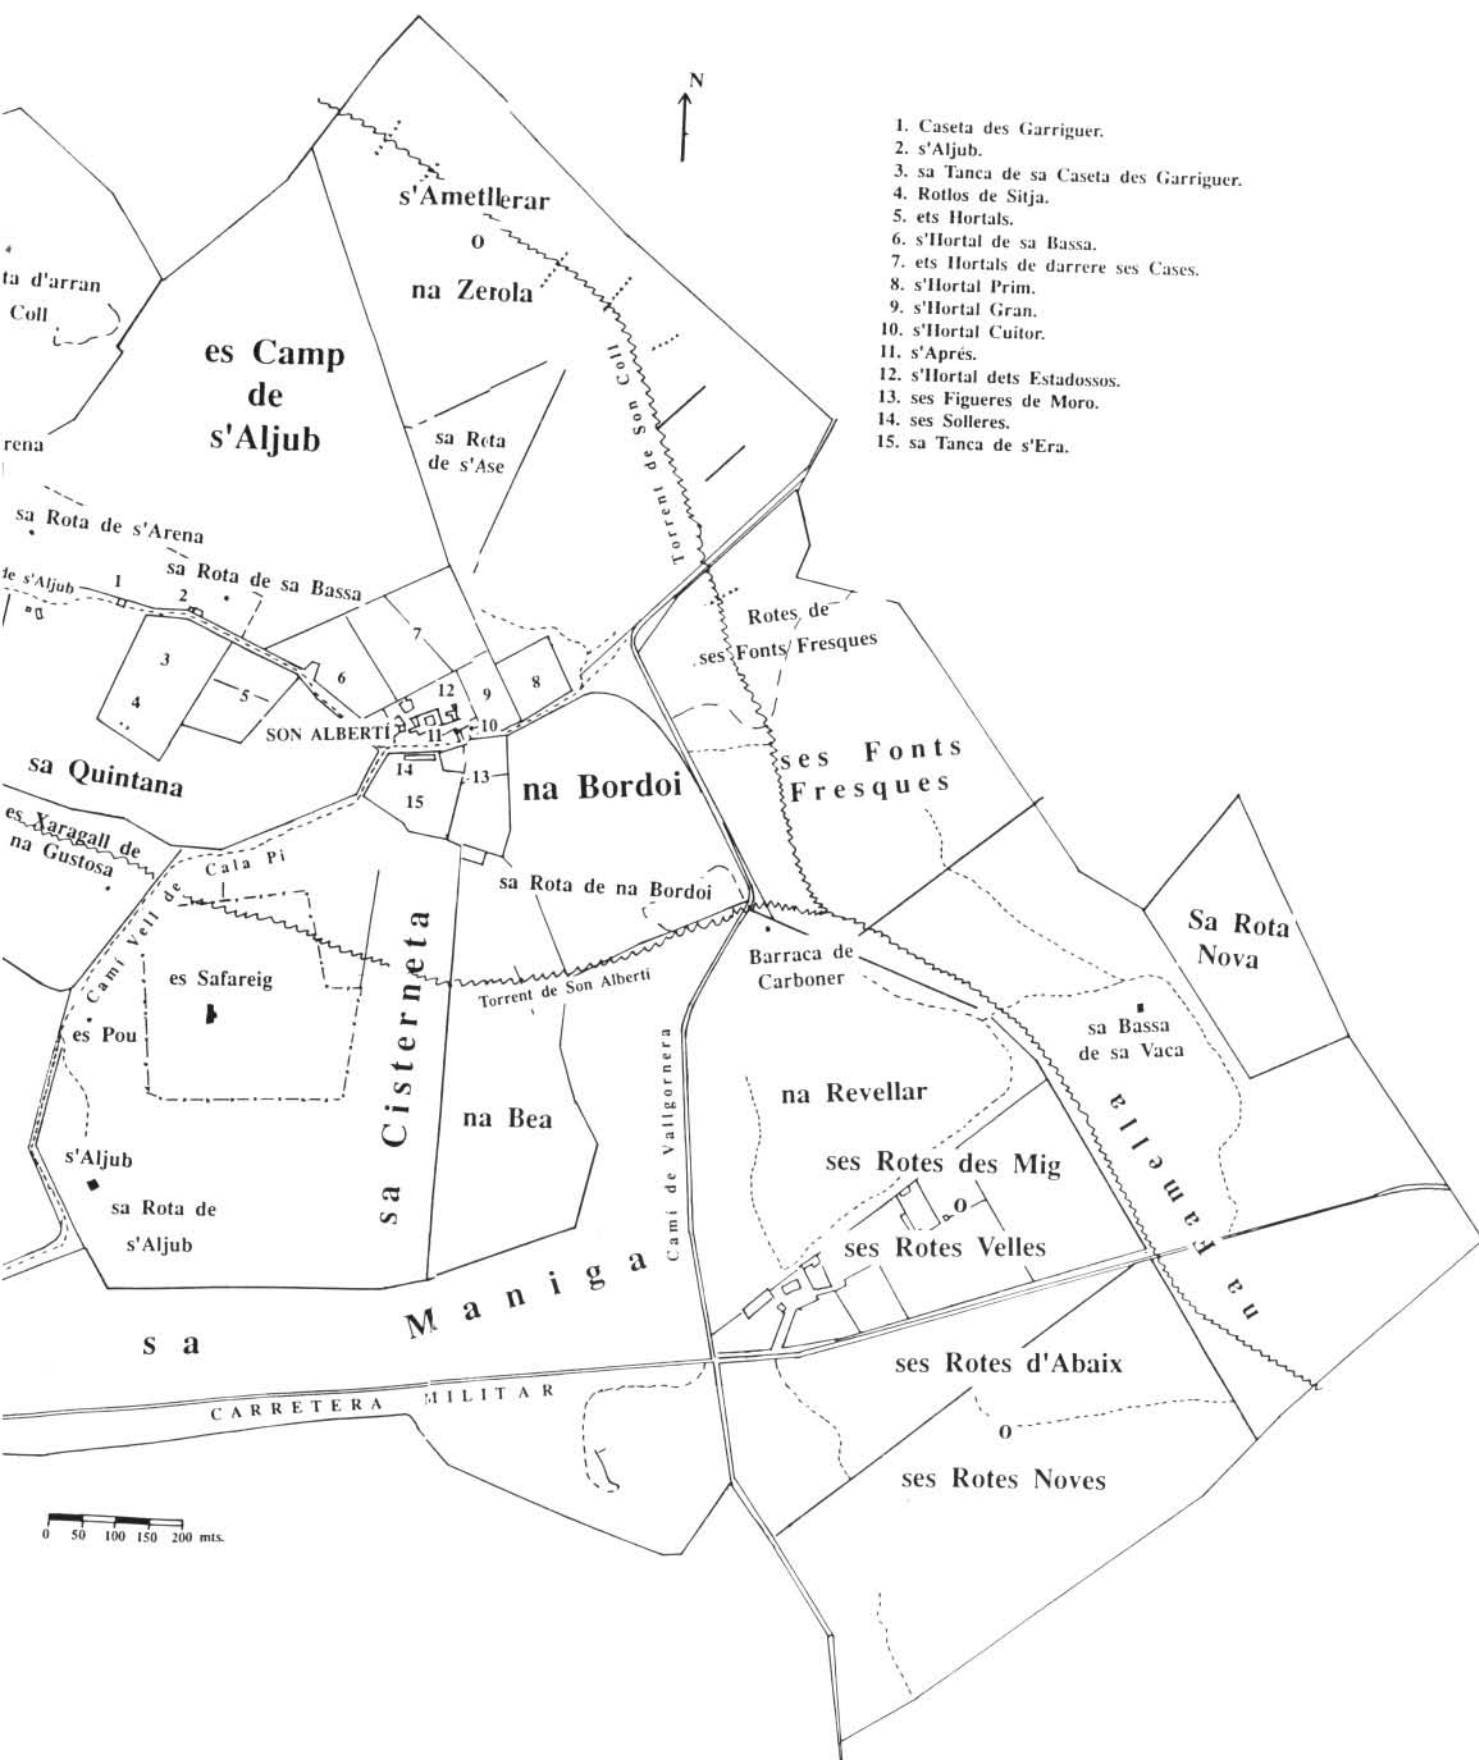 N
1. Caseta des Garriguer.
2. s'Aljub.
3. sa Tanca de sa Caseta des Garriguer.
4. Rotlos de Sitja.
5. ets Hortals.
6. s'Hortal de sa Bassa.
7. ets Hortals de darrere ses Cases.
8. s'Hortal Prim.
9. s'Hortal Gran.
10. s'Hortal Cuitor.
11. s'Aprés.
12. s'Hortal dets Estadossos.
13. ses Figueres de Moro.
14. ses Solleres.
15. sa Tanca de s'Era.
s'Ametllerar
o
na Zerola
ta d'arran
Coll
es Camp
de
s'Aljub
Torrent de Son Coll
rena
sa Rota
de s'Ase
sa Rota de s'Arena
sa Rota de sa Bassa
de s'Aljub
1
2
3
4
5
6
7
8
9
10
11
12
13
14
15
SON ALBERTÍ
Rotes de
ses Fonts Fresques
ses Fonts
Fresques
sa Quintana
na Bordoi
es Xaragall de
na Gustosa
Camí Vell de Cala Pi
sa Rota de na Bordoi
Sa Rota
Nova
Barraca de
Carboner
es Safareig
Torrent de Son Alberti
es Pou
sa Cisterneta
sa Bassa
de sa Vaca
na Bea
Camí de Vallgornera
na Revellar
na Famella
s'Aljub
sa Rota de
s'Aljub
ses Rotes des Mig
o
ses Rotes Velles
sa Maniga
ses Rotes d'Abaix
o
ses Rotes Noves
CARRETERA MILITAR
0 50 100 150 200 mts.